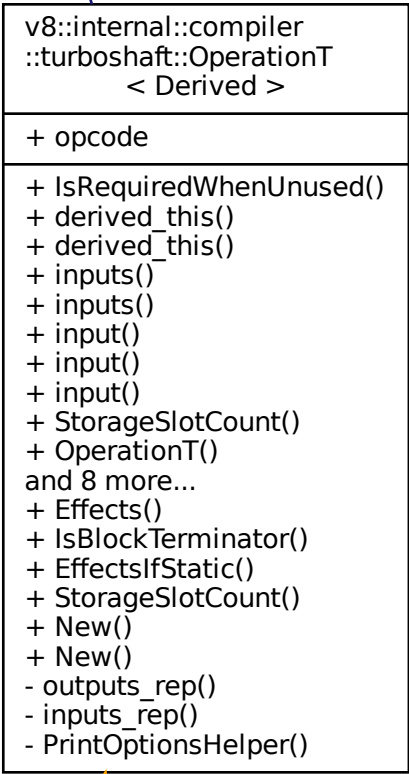 v8::internal::compiler
::turboshaft::OperationT
< Derived >
+ opcode
+ IsRequiredWhenUnused()
+ derived_this()
+ derived_this()
+ inputs()
+ inputs()
+ input()
+ input()
+ input()
+ StorageSlotCount()
+ OperationT()
and 8 more...
+ Effects()
+ IsBlockTerminator()
+ EffectsIfStatic()
+ StorageSlotCount()
+ New()
+ New()
- outputs_rep()
- inputs_rep()
- PrintOptionsHelper()